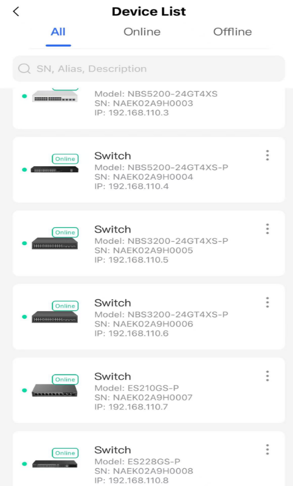 Device List
All
Online
Offline
SN, Alias, Description
Model: NBS5200-24GT4XS
SN: NAEK02A9H0003
IP: 192.168.110.3
Online
Switch
Model: NBS5200-24GT4XS-P
SN: NAEK02A9H0004
IP: 192.168.110.4
Online
Switch
Model: NBS3200-24GT4XS-P
SN: NAEK02A9H0005
IP: 192.168.110.5
Online
Switch
Model: NBS3200-24GT4XS-P
SN: NAEK02A9H0006
IP: 192.168.110.6
Online
Switch
Model: ES210GS-P
SN: NAEK02A9H0007
IP: 192.168.110.7
Online
Switch
Model: ES228GS-P
SN: NAEK02A9H0008
IP: 192.168.110.8